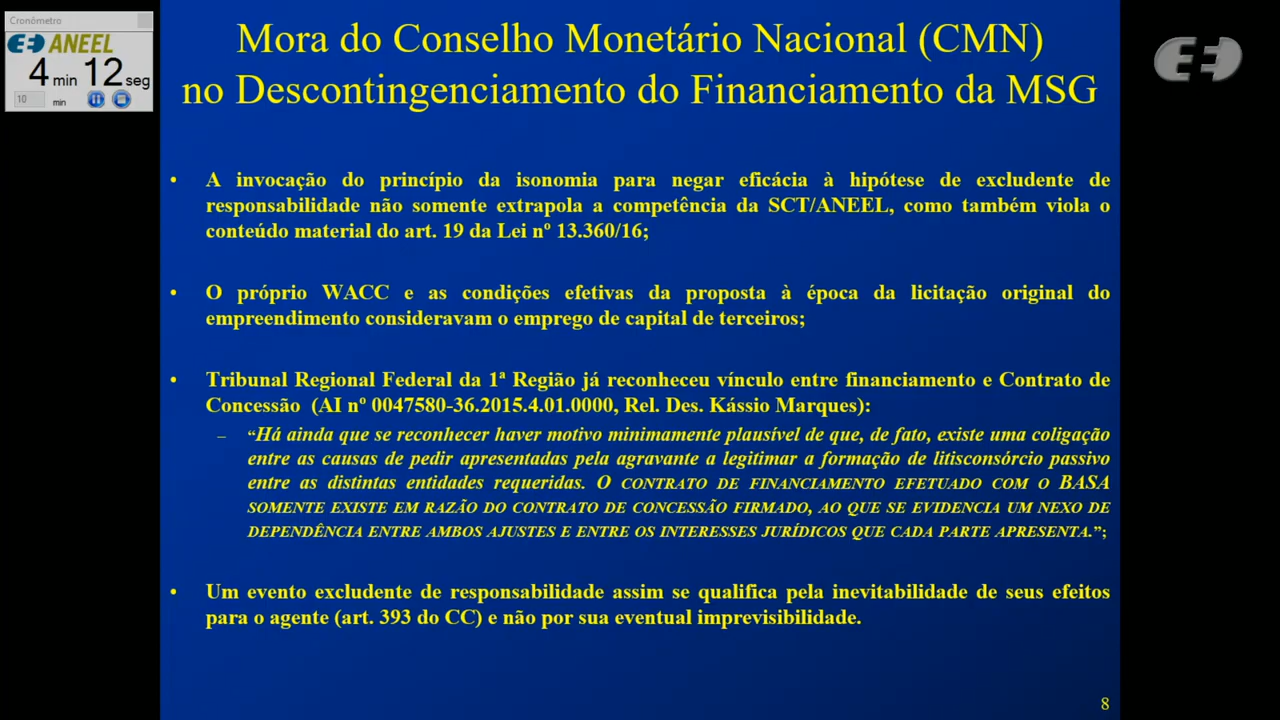 Cronômetro
ANEEL
4 min 12 seg
10 min
Mora do Conselho Monetário Nacional (CMN)
no Descontingenciamento do Financiamento da MSG
• A invocação do princípio da isonomia para negar eficácia à hipótese de excludente de
responsabilidade não somente extrapola a competência da SCT/ANEEL, como também viola o
conteúdo material do art. 19 da Lei nº 13.360/16;
• O próprio WACC e as condições efetivas da proposta à época da licitação original do
empreendimento consideravam o emprego de capital de terceiros;
• Tribunal Regional Federal da 1ª Região já reconheceu vínculo entre financiamento e Contrato de
Concessão (AI nº 0047580-36.2015.4.01.0000, Rel. Des. Kássio Marques):
– “Há ainda que se reconhecer haver motivo minimamente plausível de que, de fato, existe uma coligação
entre as causas de pedir apresentadas pela agravante a legitimar a formação de litisconsórcio passivo
entre as distintas entidades requeridas. O CONTRATO DE FINANCIAMENTO EFETUADO COM O BASA
SOMENTE EXISTE EM RAZÃO DO CONTRATO DE CONCESSÃO FIRMADO, AO QUE SE EVIDENCIA UM NEXO DE
DEPENDÊNCIA ENTRE AMBOS AJUSTES E ENTRE OS INTERESSES JURÍDICOS QUE CADA PARTE APRESENTA.”;
• Um evento excludente de responsabilidade assim se qualifica pela inevitabilidade de seus efeitos
para o agente (art. 393 do CC) e não por sua eventual imprevisibilidade.
8